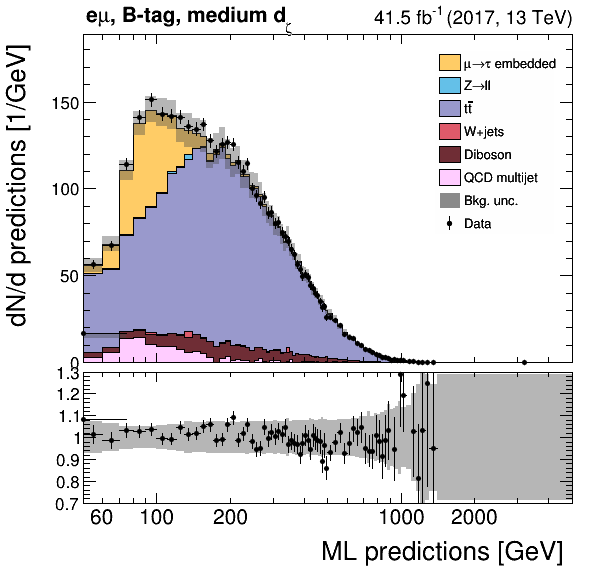 eμ, B-tag, medium dζ
41.5 fb⁻¹ (2017, 13 TeV)
dN/d predictions [1/GeV]
150
100
50
0
μ→τ embedded
Z→ll
tt̄
W+jets
Diboson
QCD multijet
Bkg. unc.
Data
1.3
1.2
1.1
1
0.9
0.8
0.7
60 100 200 1000 2000
ML predictions [GeV]